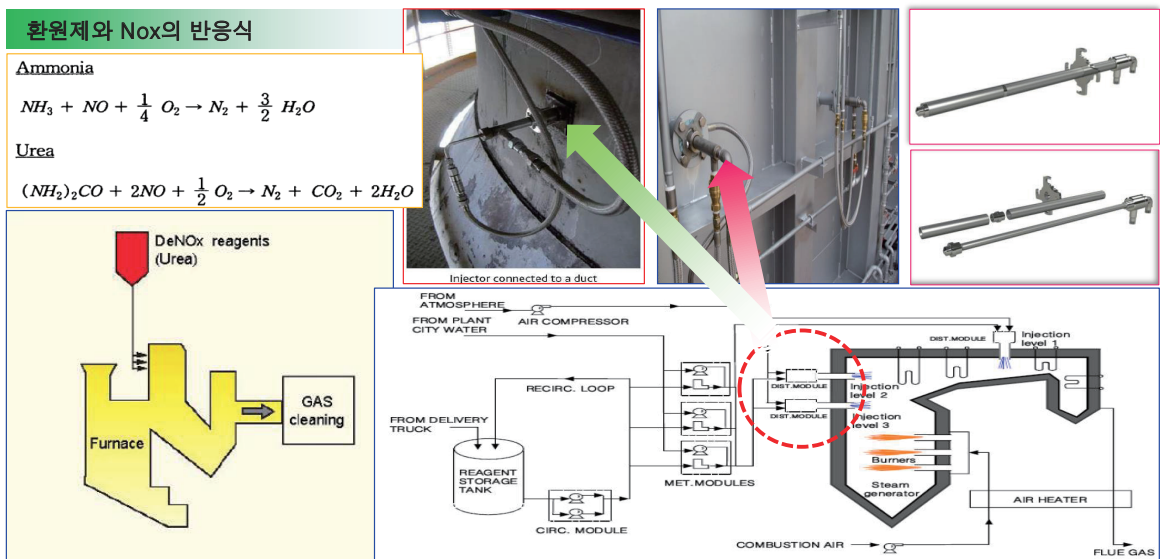 환원제와 Nox의 반응식
Ammonia
NH₃ + NO + 1/4 O₂ → N₂ + 3/2 H₂O
Urea
(NH₂)₂CO + 2NO + 1/2 O₂ → N₂ + CO₂ + 2H₂O
Injector connected to a duct
DeNOx reagents
(Urea)
Furnace
GAS
cleaning
FROM
ATMOSPHERE
AIR COMPRESSOR
FROM PLANT
CITY WATER
RECIRC. LOOP
FROM DELIVERY
TRUCK
REAGENT
STORAGE
TANK
CIRC. MODULE
MET.MODULES
DIST.MODULE
Injection
level 1
DIST.MODULE
Injection
level 2
DIST.MODULE
Injection
level 3
Burners
Steam
generator
AIR HEATER
COMBUSTION AIR
FLUE GAS